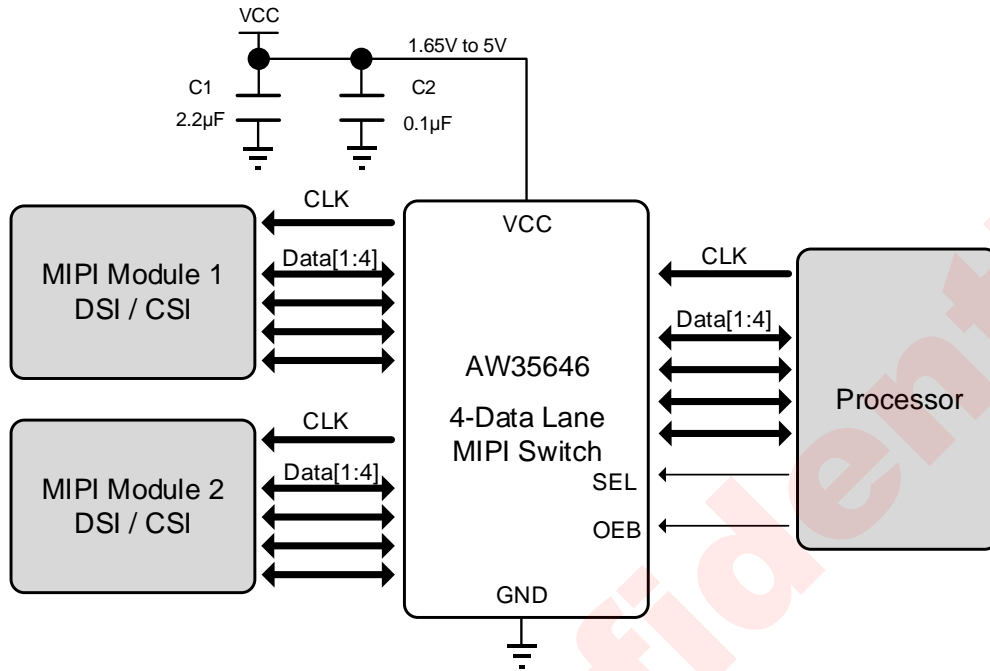 VCC
1.65V to 5V
C1
2.2µF
C2
0.1µF
CLK
Data[1:4]
MIPI Module 1
DSI / CSI
CLK
Data[1:4]
MIPI Module 2
DSI / CSI
VCC
AW35646
4-Data Lane
MIPI Switch
SEL
OEB
GND
CLK
Data[1:4]
Processor